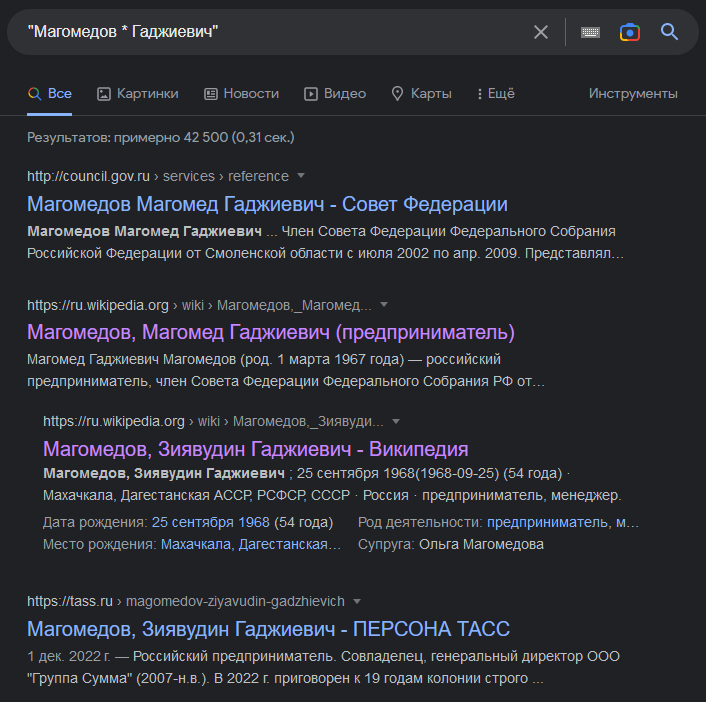 "Магомедов * Гаджиевич"
Все Картинки Новости Видео Карты Ещё Инструменты
Результатов: примерно 42 500 (0,31 сек.)
http://council.gov.ru › services › reference
Магомедов Магомед Гаджиевич - Совет Федерации
Магомедов Магомед Гаджиевич ... Член Совета Федерации Федерального Собрания
Российской Федерации от Смоленской области с июля 2002 по апр. 2009. Представлял...
https://ru.wikipedia.org › wiki › Магомедов,_Магомед...
Магомедов, Магомед Гаджиевич (предприниматель)
Магомед Гаджиевич Магомедов (род. 1 марта 1967 года) — российский
предприниматель, член Совета Федерации Федерального Собрания РФ от...
https://ru.wikipedia.org › wiki › Магомедов,_Зиявуди...
Магомедов, Зиявудин Гаджиевич - Википедия
Магомедов, Зиявудин Гаджиевич ; 25 сентября 1968(1968-09-25) (54 года) ·
Махачкала, Дагестанская АССР, РСФСР, СССР · Россия · предприниматель, менеджер.
Дата рождения: 25 сентября 1968 (54 года) Род деятельности: предприниматель, м...
Место рождения: Махачкала, Дагестанская... Супруга: Ольга Магомедова
https://tass.ru › magomedov-ziyavudin-gadzhievich
Магомедов, Зиявудин Гаджиевич - ПЕРСОНА ТАСС
1 дек. 2022 г. — Российский предприниматель. Совладелец, генеральный директор ООО
"Группа Сумма" (2007-н.в.). В 2022 г. приговорен к 19 годам колонии строго ...